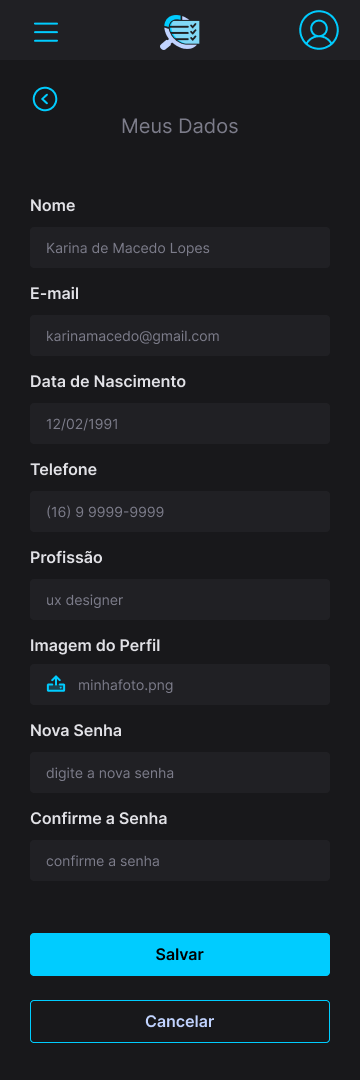 Meus Dados
Nome
Karina de Macedo Lopes
E-mail
karinamacedo@gmail.com
Data de Nascimento
12/02/1991
Telefone
(16) 9 9999-9999
Profissão
ux designer
Imagem do Perfil
minhafoto.png
Nova Senha
digite a nova senha
Confirme a Senha
confirme a senha
Salvar
Cancelar